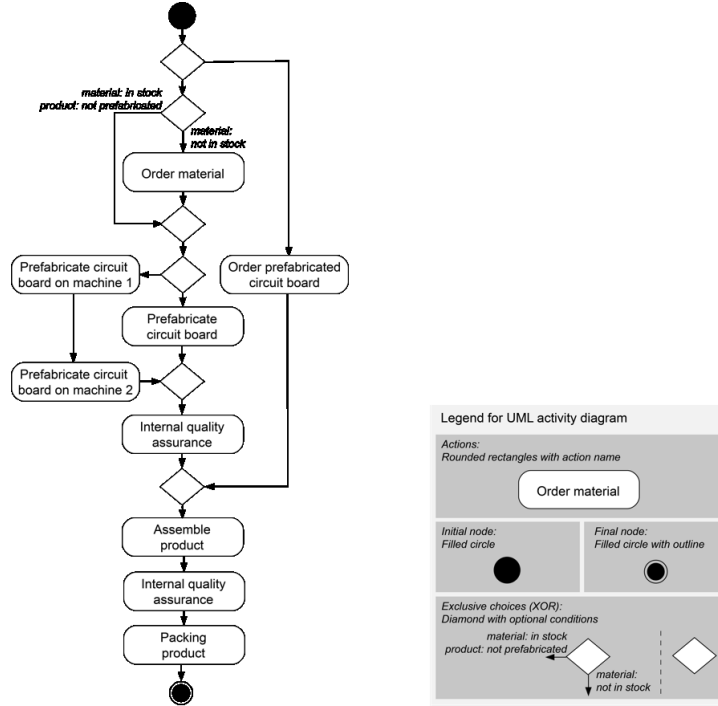 material: in stock
product: not prefabricated
material:
not in stock
Order material
Prefabricate circuit
board on machine 1
Order prefabricated
circuit board
Prefabricate
circuit board
Prefabricate circuit
board on machine 2
Internal quality
assurance
Assemble
product
Internal quality
assurance
Packing
product
Legend for UML activity diagram
Actions:
Rounded rectangles with action name
Order material
Initial node:
Filled circle
Final node:
Filled circle with outline
Exclusive choices (XOR):
Diamond with optional conditions
material: in stock
product: not prefabricated
material:
not in stock